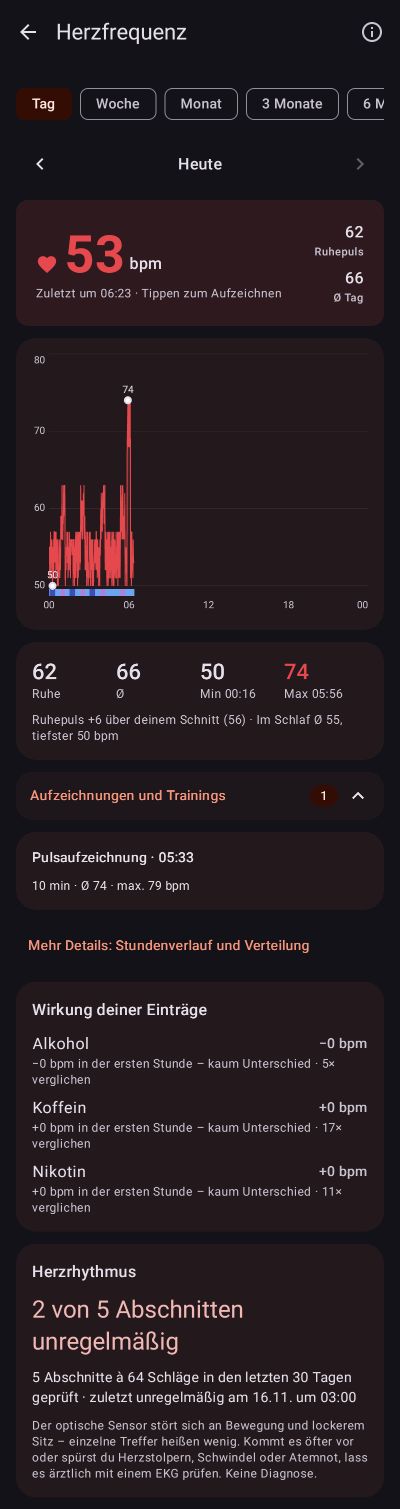 Herzfrequenz
Tag
Woche
Monat
3 Monate
6 M
Heute
53 bpm
Zuletzt um 06:23 · Tippen zum Aufzeichnen
62
Ruhepuls
66
Ø Tag
80
74
70
60
50
50
00
06
12
18
00
62
Ruhe
66
Ø
50
Min 00:16
74
Max 05:56
Ruhepuls +6 über deinem Schnitt (56) · Im Schlaf Ø 55,
tiefster 50 bpm
Aufzeichnungen und Trainings
1
Pulsaufzeichnung · 05:33
10 min · Ø 74 · max. 79 bpm
Mehr Details: Stundenverlauf und Verteilung
Wirkung deiner Einträge
Alkohol
−0 bpm
−0 bpm in der ersten Stunde – kaum Unterschied · 5×
verglichen
Koffein
+0 bpm
+0 bpm in der ersten Stunde – kaum Unterschied · 17×
verglichen
Nikotin
+0 bpm
+0 bpm in der ersten Stunde – kaum Unterschied · 11×
verglichen
Herzrhythmus
2 von 5 Abschnitten
unregelmäßig
5 Abschnitte à 64 Schläge in den letzten 30 Tagen
geprüft · zuletzt unregelmäßig am 16.11. um 03:00
Der optische Sensor stört sich an Bewegung und lockerem
Sitz – einzelne Treffer heißen wenig. Kommt es öfter vor
oder spürst du Herzstolpern, Schwindel oder Atemnot, lass
es ärztlich mit einem EKG prüfen. Keine Diagnose.